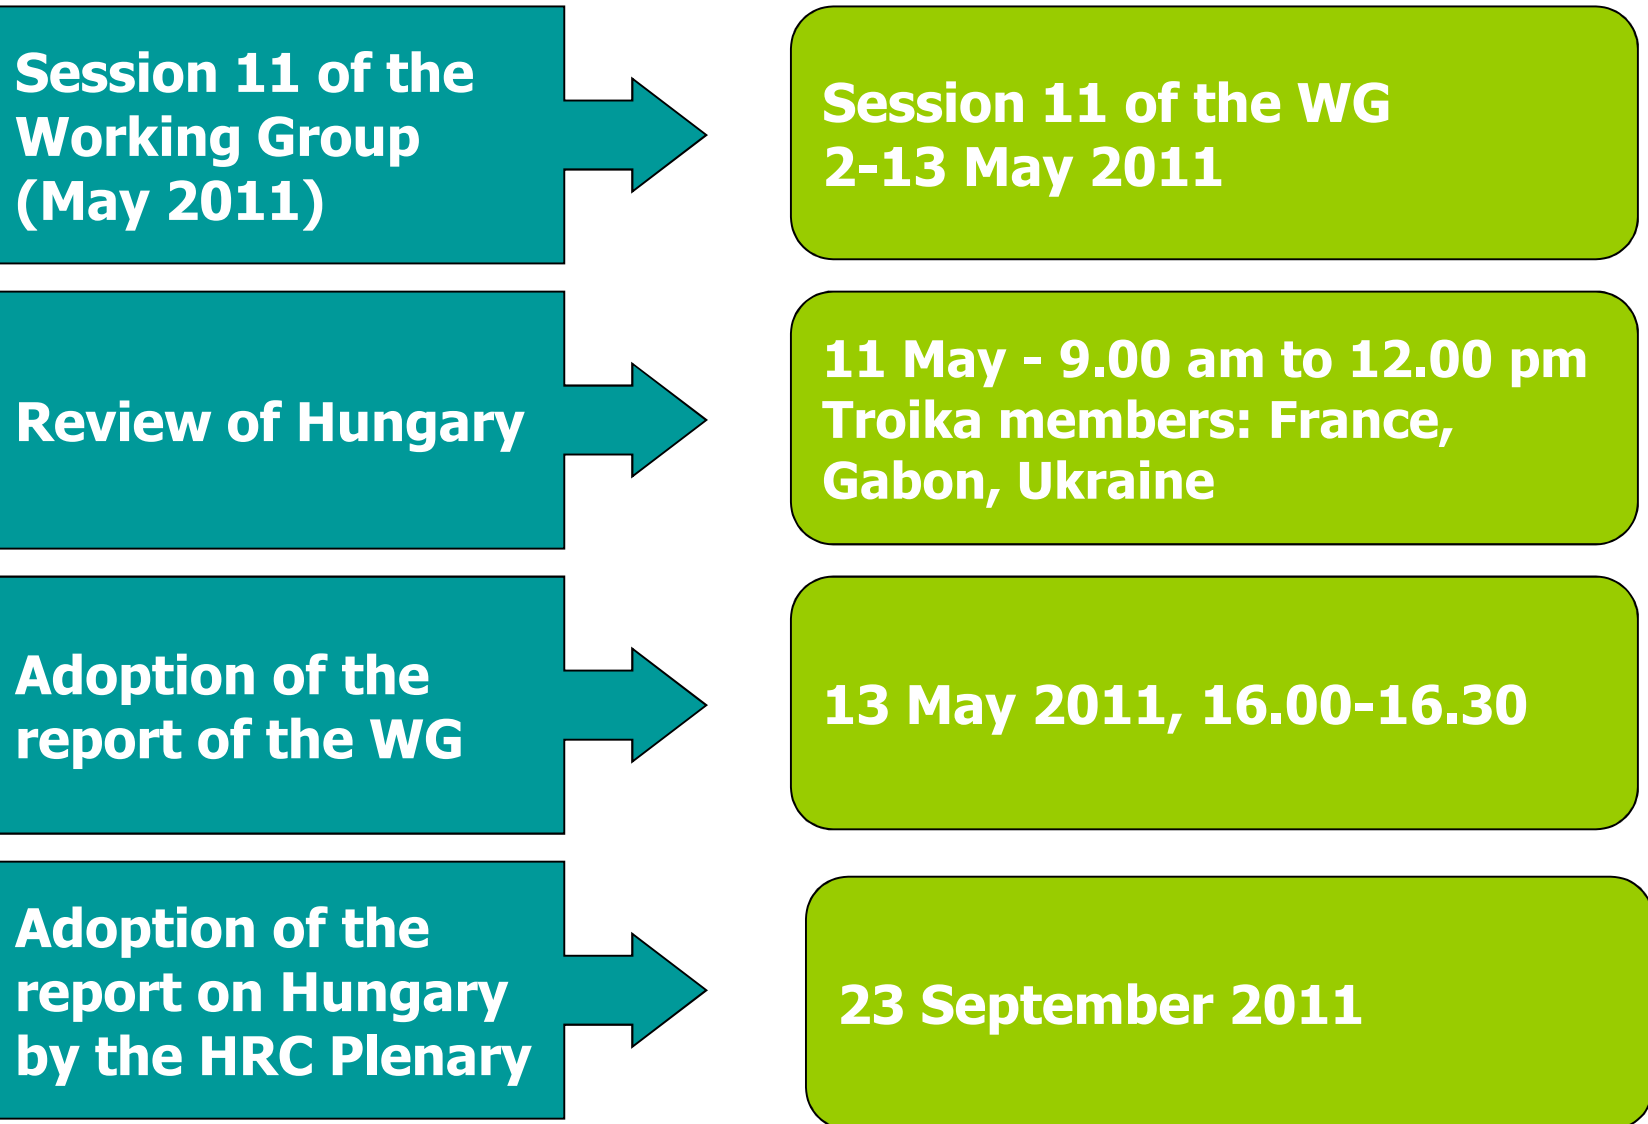 Session 11 of the
Working Group
(May 2011)
Session 11 of the WG
2-13 May 2011
Review of Hungary
11 May - 9.00 am to 12.00 pm
Troika members: France,
Gabon, Ukraine
Adoption of the
report of the WG
13 May 2011, 16.00-16.30
Adoption of the
report on Hungary
by the HRC Plenary
23 September 2011